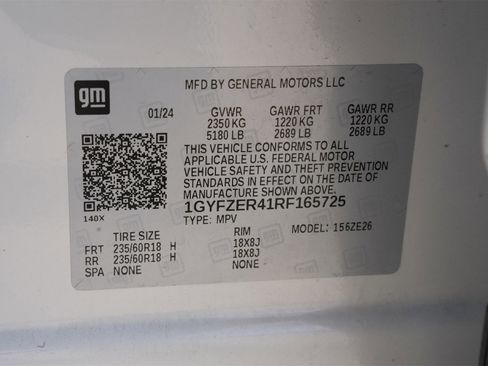 MFD BY GENERAL MOTORS LLC
gm
01/24 GVWR GAWR FRT GAWR RR
2350 KG 1220 KG 1220 KG
5180 LB 2689 LB 2689 LB
THIS VEHICLE CONFORMS TO ALL
APPLICABLE U.S. FEDERAL MOTOR
VEHICLE SAFETY AND THEFT PREVENTION
STANDARDS IN EFFECT ON THE DATE OF
MANUFACTURE SHOWN ABOVE.
1GYFZER41RF165725
140X
TYPE: MPV MODEL: 156ZE26
TIRE SIZE RIM
FRT 235/60R18 H 18X8J
RR 235/60R18 H 18X8J
SPA NONE NONE